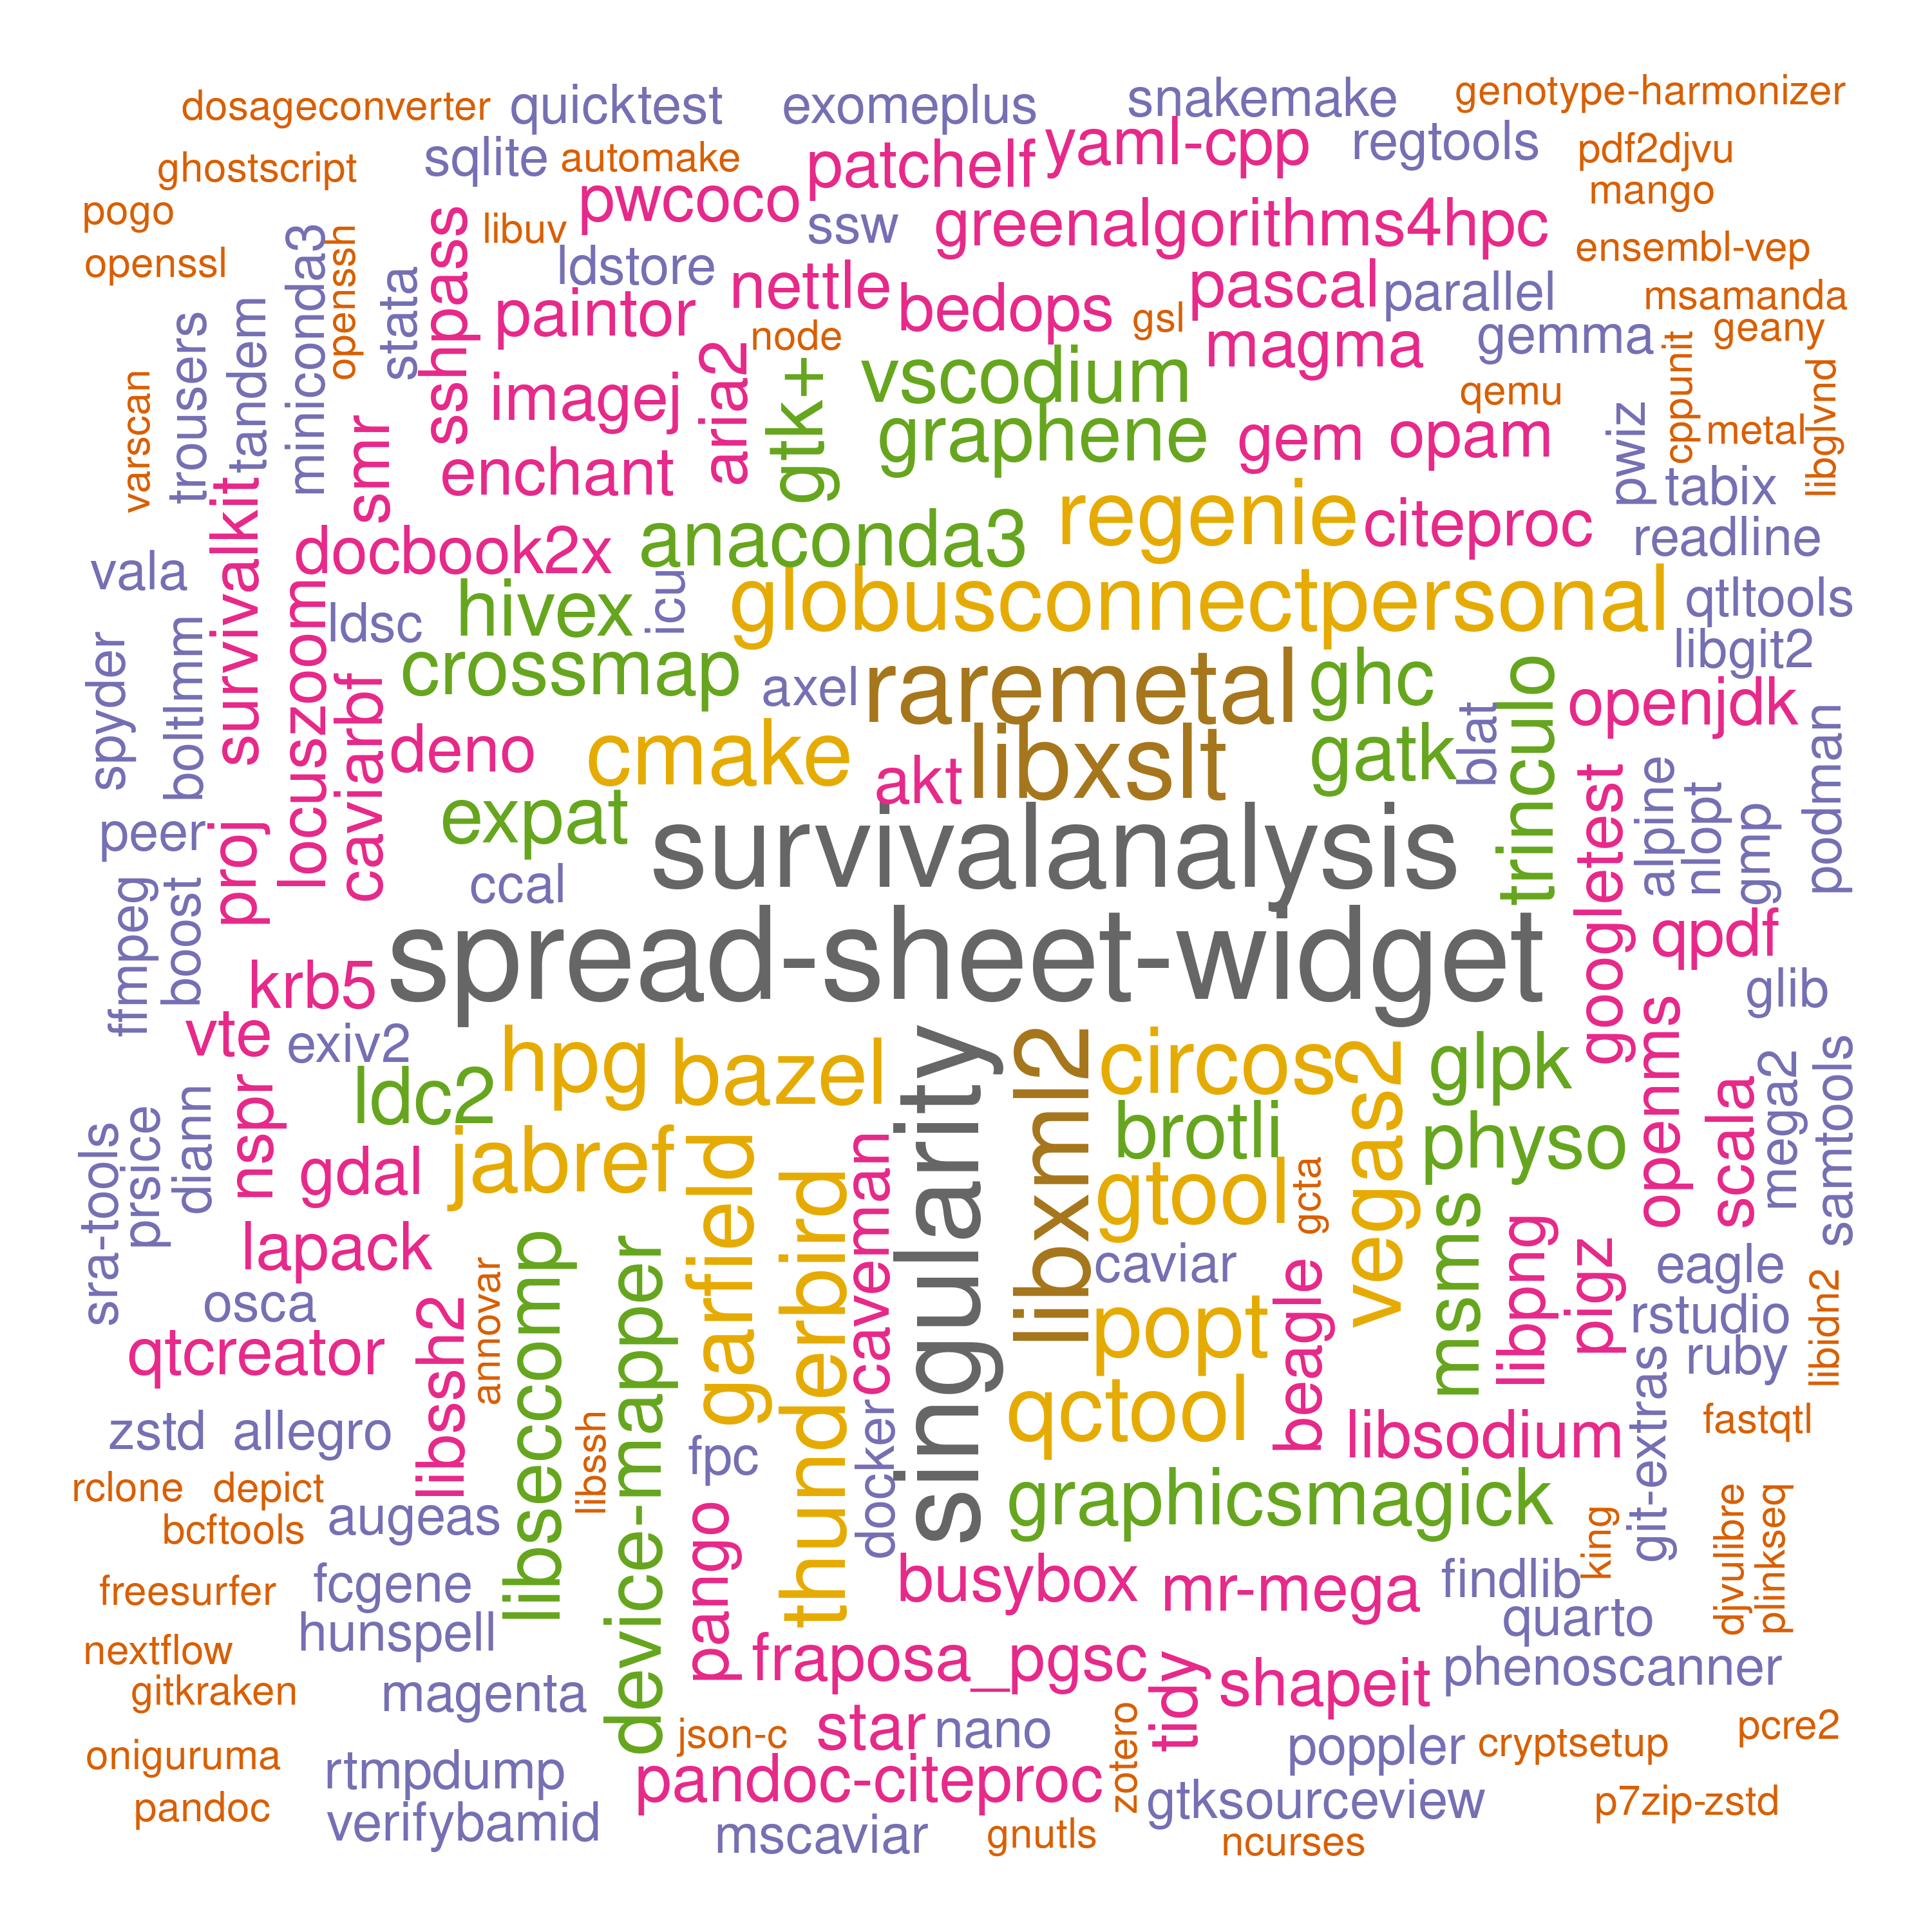 dosageconverter
quicktest
exomeplus
snakemake
genotype-harmonizer
ghostscript
sqlite
automake
patchelf
yaml-cpp
regtools
pdf2djvu
mango
pogo
libuv
pwcoco
ssw
greenalgorithms4hpc
ensembl-vep
openssl
miniconda3
openssh
stata
sshpass
ldstore
nettle
bedops
pascal
parallel
msamanda
trousers
tandem
paintor
node
gsl
magma
gemma
geany
varscan
smr
imagej
aria2
gtk+
vscodium
qemu
cppunit
libglvnd
enchant
graphene
gem
opam
pwiz
metal
tabix
survivalkit
docbook2x
anaconda3
regenie
citeproc
readline
vala
locuszoom
ldsc
hivex
icu
globusconnectpersonal
qtltools
libgit2
spyder
boltlmm
caviarbf
crossmap
axel
raremetal
ghc
trinculo
openjdk
deno
cmake
akt
libxslt
gatk
blat
podman
peer
proj
expat
survivalanalysis
googletest
alpine
nlopt
gmp
ccal
ffmpeg
boost
krb5
spread-sheet-widget
qpdf
glib
vte
exiv2
ldc2
hpg
bazel
singularity
libxml2
circos
vegas2
glpk
openms
scala
mega2
samtools
sra-tools
prsice
diann
nspr
gdal
jabref
garfield
thunderbird
caveman
brotli
gtool
gcta
physo
lapack
osca
annovar
libseccomp
device-mapper
caviar
beagle
msms
libpng
pigz
eagle
rstudio
ruby
libidn2
qtcreator
libssh2
popt
zstd
allegro
libssh
fpc
docker
qctool
libsodium
git-extras
fastqtl
rclone
depict
bcftools
augeas
pango
graphicsmagick
king
djvulibre
plinkseq
freesurfer
fcgene
busybox
mr-mega
findlib
quarto
nextflow
hunspell
fraposa_pgsc
tidy
shapeit
phenoscanner
gitkraken
magenta
json-c
star
nano
zotero
poppler
cryptsetup
pcre2
oniguruma
rtmpdump
pandoc-citeproc
gtksourceview
p7zip-zstd
pandoc
verifybamid
mscaviar
gnutls
ncurses